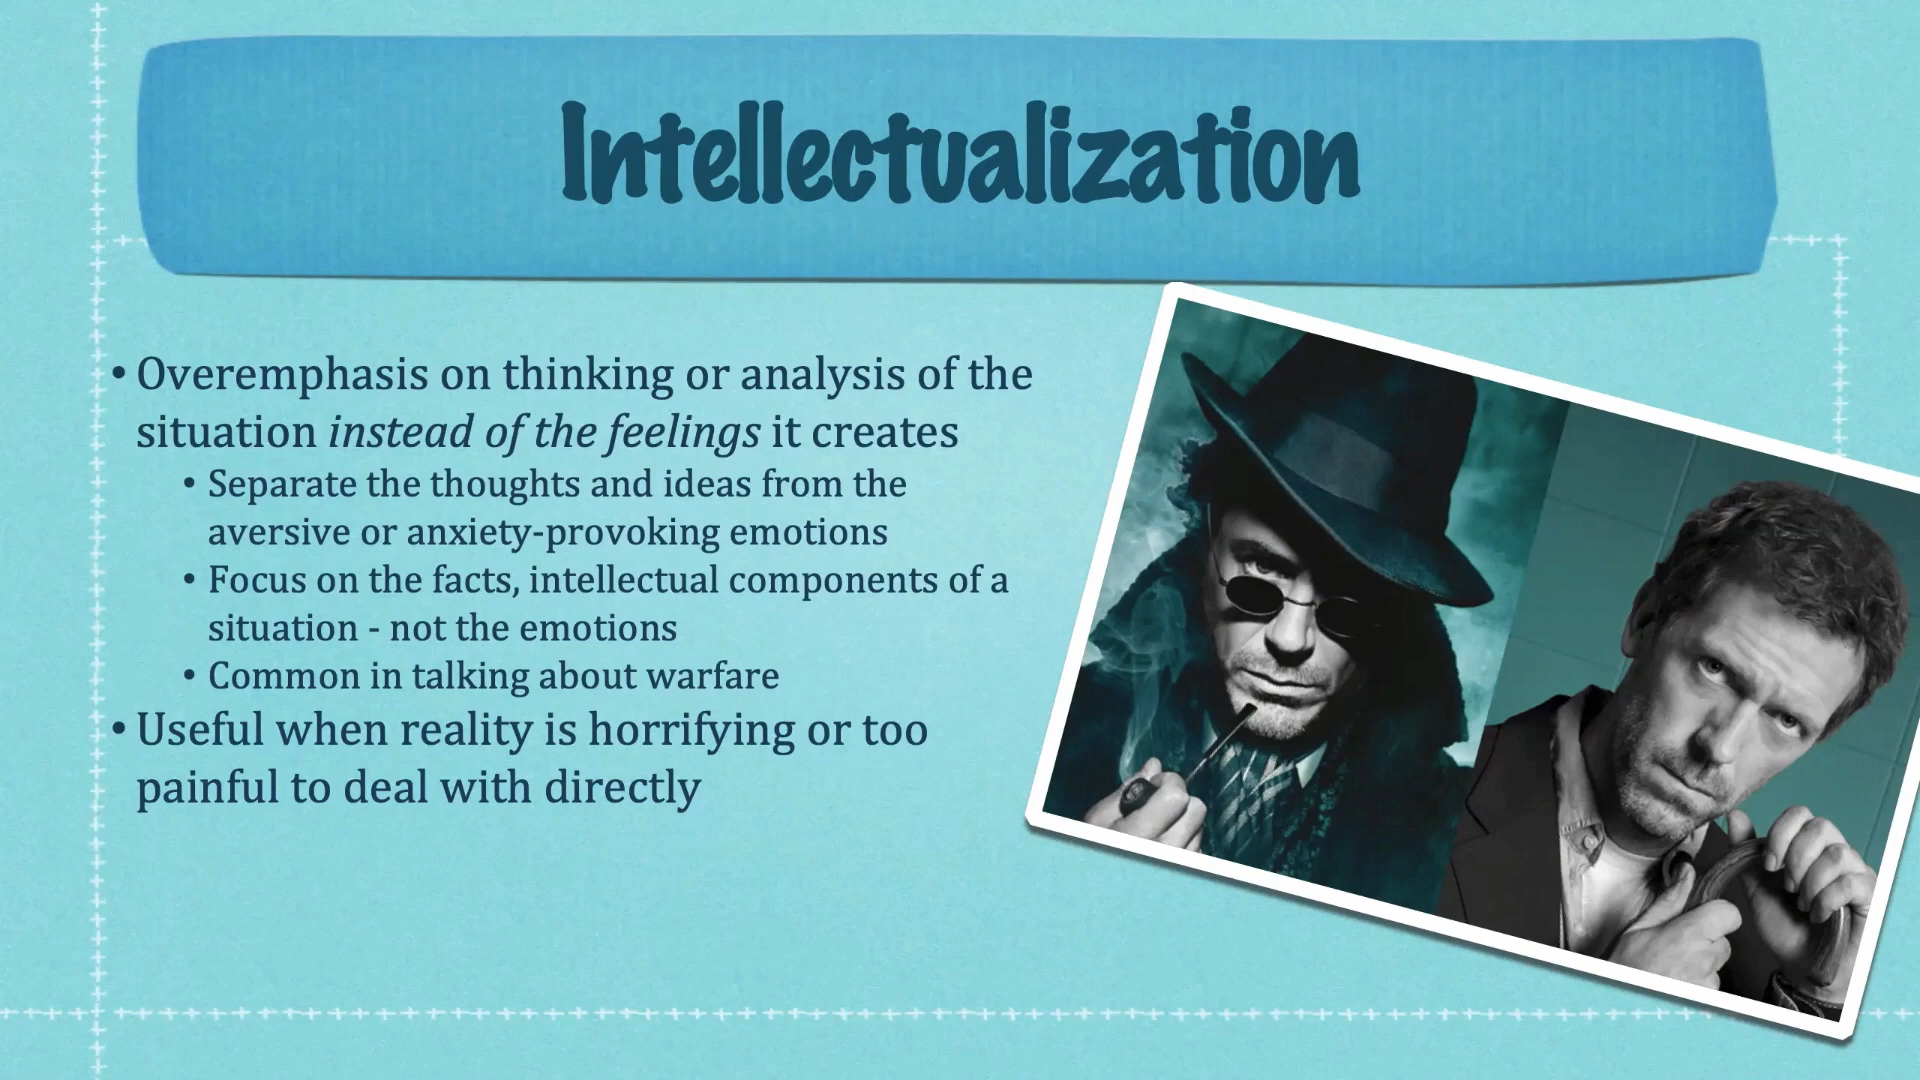 Intellectualization
• Overemphasis on thinking or analysis of the
situation instead of the feelings it creates
• Separate the thoughts and ideas from the
aversive or anxiety-provoking emotions
• Focus on the facts, intellectual components of a
situation - not the emotions
• Common in talking about warfare
• Useful when reality is horrifying or too
painful to deal with directly